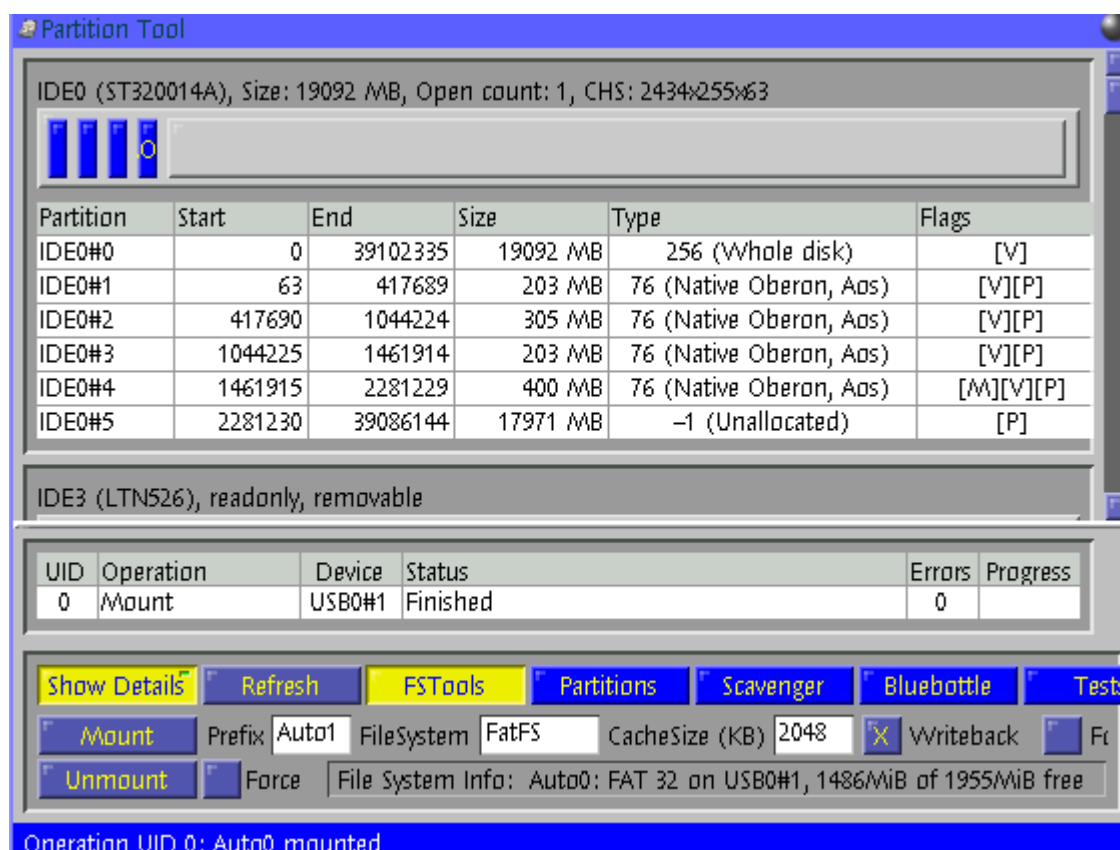 Partition Tool
IDE0 (ST320014A), Size: 19092 MB, Open count: 1, CHS: 2434x255x63
.O
Partition Start End Size Type Flags
IDE0#0 0 39102335 19092 MB 256 (Whole disk) [V]
IDE0#1 63 417689 203 MB 76 (Native Oberon, Aos) [V][P]
IDE0#2 417690 1044224 305 MB 76 (Native Oberon, Aos) [V][P]
IDE0#3 1044225 1461914 203 MB 76 (Native Oberon, Aos) [V][P]
IDE0#4 1461915 2281229 400 MB 76 (Native Oberon, Aos) [M][V][P]
IDE0#5 2281230 39086144 17971 MB –1 (Unallocated) [P]
IDE3 (LTN526), readonly, removable
UID Operation Device Status Errors Progress
0 Mount USB0#1 Finished 0
Show Details Refresh FSTools Partitions Scavenger Bluebottle Tests
Mount Prefix Auto1 FileSystem FatFS CacheSize (KB) 2048 X Writeback
Unmount Force File System Info: Auto0: FAT 32 on USB0#1, 1486MiB of 1955MiB free
Operation UID 0: Auto0 mounted